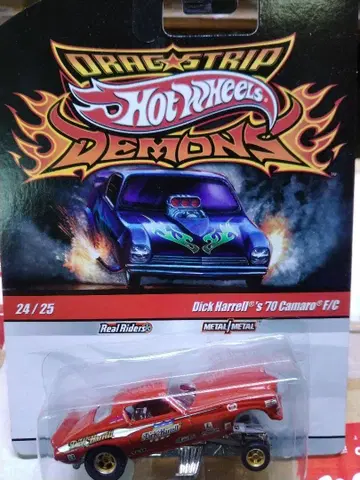 DRAG STRIP
Hot Wheels®
DEMONS
24 / 25
Dick Harrell®'s '70 Camaro® F/C
Real Riders®
METAL/METAL